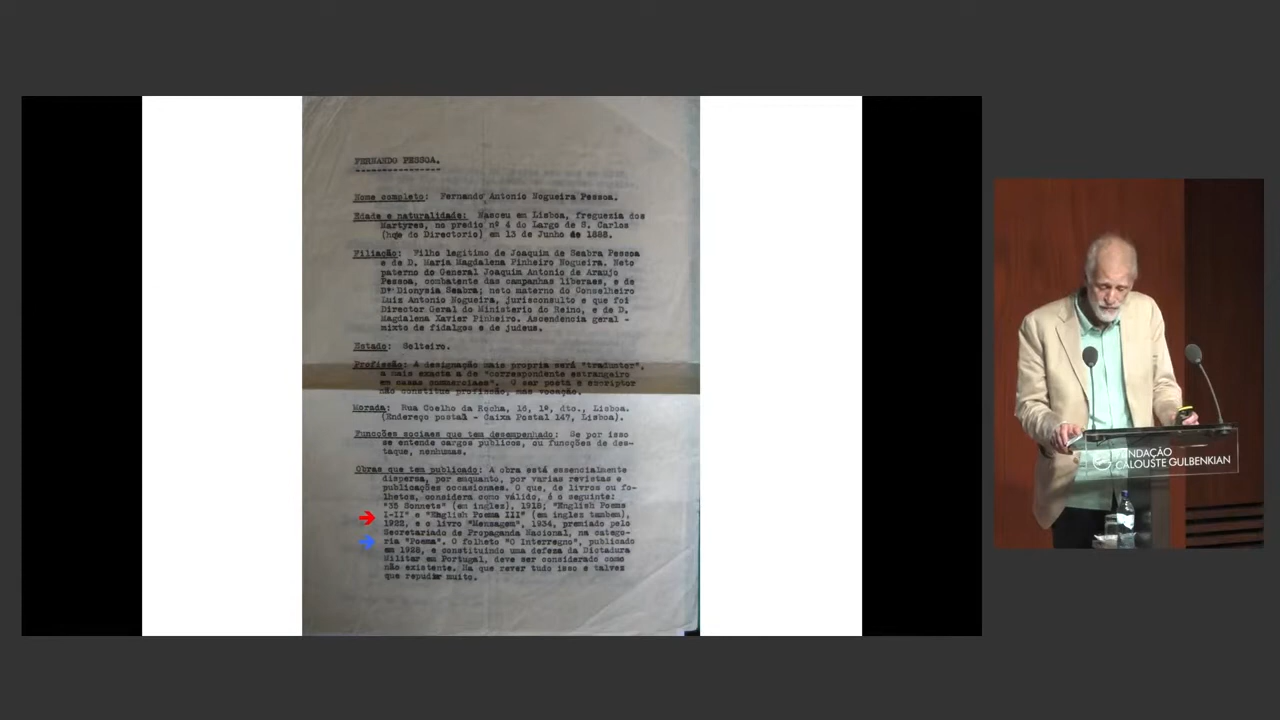 FERNANDO PESSOA.
Nome completo: Fernando Antonio Nogueira Pessoa.
Edade e naturalidade: Nasceu em Lisboa, freguezia dos
Martyres, no predio nº 4 do Largo de S. Carlos
(hoje do Directorio) em 13 de Junho de 1888.
Filiação: Filho legitimo de Joaquim de Seabra Pessoa
e de D. Maria Magdalena Pinheiro Nogueira. Neto
paterno do General Joaquim Antonio de Araujo
Pessoa, combatente das campanhas liberaes, e de
D. Dionysia Seabra; neto materno do Conselheiro
Luiz Antonio Nogueira, jurisconsulto e que foi
Director Geral do Ministerio do Reino, e de D.
Magdalena Xavier Pinheiro. Ascendencia geral -
mixta de fidalgos e de judeus.
Estado: Solteiro.
Profissão: A designação mais propria será "traductor",
a mais exacta a de "correspondente estrangeiro
em casas commerciaes". O ser poeta e escriptor
não constitue profissão, mas vocação.
Morada: Rua Coelho da Rocha, 16, 1º, dto., Lisboa.
(Endereço postal - Caixa Postal 147, Lisboa).
Funcções sociaes que tem desempenhado: Se por isso
se entende cargos publicos, ou funcções de des-
taque, nenhumas.
Obras que tem publicado: A obra está essencialmente
dispersa, por emquanto, por varias revistas e
publicações occasionaes. O que, de livros ou fo-
lhetos, considera como válido, é o seguinte:
"35 Sonnets" (em inglez), 1918; "English Poems
I-II" e "English Poems III" (em inglez tambem),
1922, e o livro "Mensagem", 1934, premiado pelo
Secretariado de Propaganda Nacional, na catego-
ria "Poema". O folheto "O Interregno", publicado
em 1928, e constituindo uma defeza da Dictadura
Militar em Portugal, deve ser considerado como
não existente. Ha que rever tudo isso e talvez
que repudiar muito.
FUNDAÇÃO
CALOUSTE GULBENKIAN